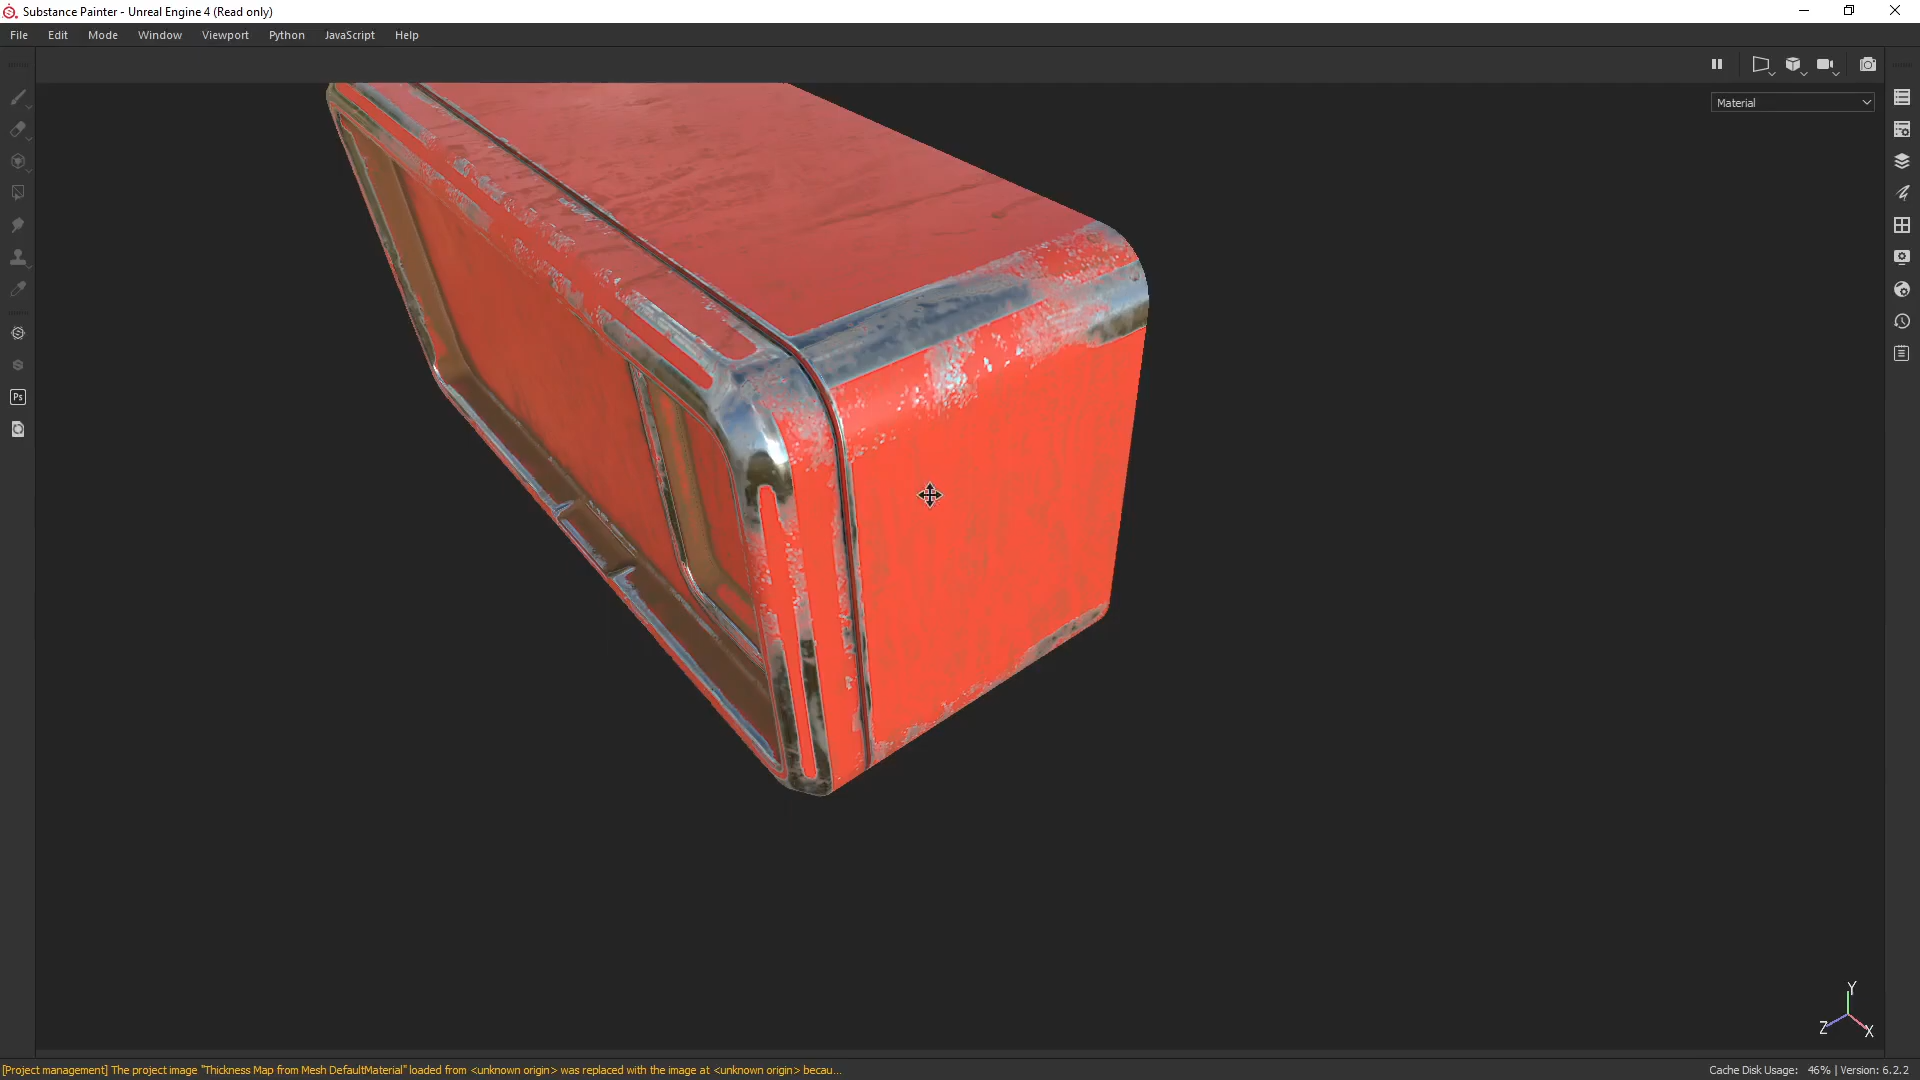 Substance Painter - Unreal Engine 4 (Read only)
File Edit Mode Window Viewport Python JavaScript Help
Material
Ps
Y
Z X
[Project management] The project image "Thickness Map from Mesh DefaultMaterial" loaded from <unknown origin> was replaced with the image at <unknown origin> becau...
Cache Disk Usage: 46% | Version: 6.2.2